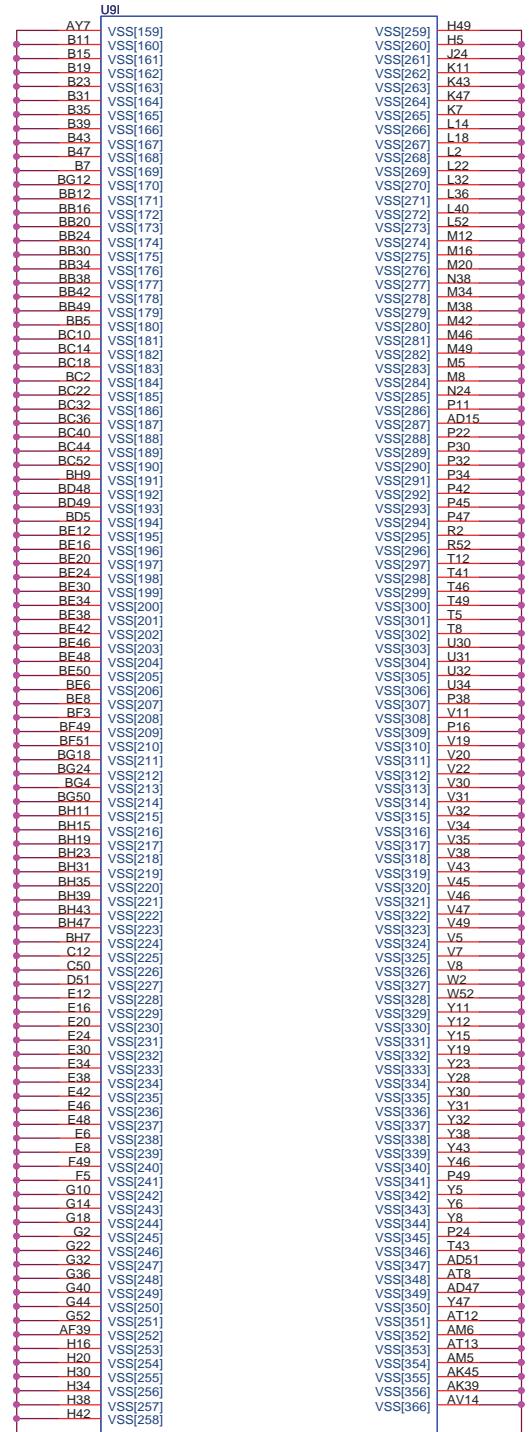 U9I
AY7 VSS[159] VSS[259] H49
B11 VSS[160] VSS[260] H5
B15 VSS[161] VSS[261] J24
B19 VSS[162] VSS[262] K11
B23 VSS[163] VSS[263] K43
B31 VSS[164] VSS[264] K47
B35 VSS[165] VSS[265] K7
B39 VSS[166] VSS[266] L14
B43 VSS[167] VSS[267] L18
B47 VSS[168] VSS[268] L2
B7 VSS[169] VSS[269] L22
BG12 VSS[170] VSS[270] L32
BB12 VSS[171] VSS[271] L36
BB16 VSS[172] VSS[272] L40
BB20 VSS[173] VSS[273] L52
BB24 VSS[174] VSS[274] M12
BB30 VSS[175] VSS[275] M16
BB34 VSS[176] VSS[276] M20
BB38 VSS[177] VSS[277] N38
BB42 VSS[178] VSS[278] M34
BB49 VSS[179] VSS[279] M38
BB5 VSS[180] VSS[280] M42
BC10 VSS[181] VSS[281] M46
BC14 VSS[182] VSS[282] M49
BC18 VSS[183] VSS[283] M5
BC2 VSS[184] VSS[284] M8
BC22 VSS[185] VSS[285] N24
BC32 VSS[186] VSS[286] P11
BC36 VSS[187] VSS[287] AD15
BC40 VSS[188] VSS[288] P22
BC44 VSS[189] VSS[289] P30
BC52 VSS[190] VSS[290] P32
BH9 VSS[191] VSS[291] P34
BD48 VSS[192] VSS[292] P42
BD49 VSS[193] VSS[293] P45
BD5 VSS[194] VSS[294] P47
BE12 VSS[195] VSS[295] R2
BE16 VSS[196] VSS[296] R52
BE20 VSS[197] VSS[297] T12
BE24 VSS[198] VSS[298] T41
BE30 VSS[199] VSS[299] T46
BE34 VSS[200] VSS[300] T49
BE38 VSS[201] VSS[301] T5
BE42 VSS[202] VSS[302] T8
BE46 VSS[203] VSS[303] U30
BE48 VSS[204] VSS[304] U31
BE50 VSS[205] VSS[305] U32
BE6 VSS[206] VSS[306] U34
BE8 VSS[207] VSS[307] P38
BF3 VSS[208] VSS[308] V11
BF49 VSS[209] VSS[309] P16
BF51 VSS[210] VSS[310] V19
BG18 VSS[211] VSS[311] V20
BG24 VSS[212] VSS[312] V22
BG4 VSS[213] VSS[313] V30
BG50 VSS[214] VSS[314] V31
BH11 VSS[215] VSS[315] V32
BH15 VSS[216] VSS[316] V34
BH19 VSS[217] VSS[317] V35
BH23 VSS[218] VSS[318] V38
BH31 VSS[219] VSS[319] V43
BH35 VSS[220] VSS[320] V45
BH39 VSS[221] VSS[321] V46
BH43 VSS[222] VSS[322] V47
BH47 VSS[223] VSS[323] V49
BH7 VSS[224] VSS[324] V5
C12 VSS[225] VSS[325] V7
C50 VSS[226] VSS[326] V8
D51 VSS[227] VSS[327] W2
E12 VSS[228] VSS[328] W52
E16 VSS[229] VSS[329] Y11
E20 VSS[230] VSS[330] Y12
E24 VSS[231] VSS[331] Y15
E30 VSS[232] VSS[332] Y19
E34 VSS[233] VSS[333] Y23
E38 VSS[234] VSS[334] Y28
E42 VSS[235] VSS[335] Y30
E46 VSS[236] VSS[336] Y31
E48 VSS[237] VSS[337] Y32
E6 VSS[238] VSS[338] Y38
E8 VSS[239] VSS[339] Y43
F49 VSS[240] VSS[340] Y46
F5 VSS[241] VSS[341] P49
G10 VSS[242] VSS[342] Y5
G14 VSS[243] VSS[343] Y6
G18 VSS[244] VSS[344] Y8
G2 VSS[245] VSS[345] P24
G22 VSS[246] VSS[346] T43
G32 VSS[247] VSS[347] AD51
G36 VSS[248] VSS[348] AT8
G40 VSS[249] VSS[349] AD47
G44 VSS[250] VSS[350] Y47
G52 VSS[251] VSS[351] AT12
AF39 VSS[252] VSS[352] AM6
H16 VSS[253] VSS[353] AT13
H20 VSS[254] VSS[354] AM5
H30 VSS[255] VSS[355] AK45
H34 VSS[256] VSS[356] AK39
H38 VSS[257] VSS[366] AV14
H42 VSS[258]